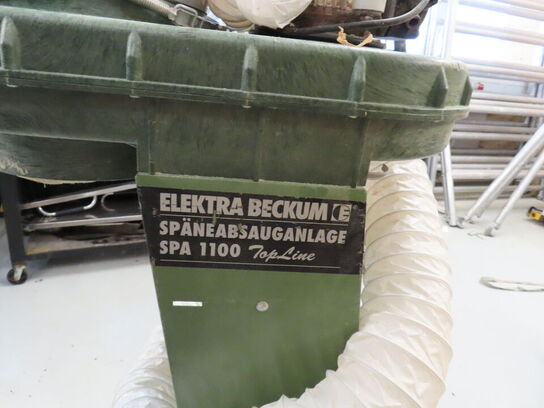 ELEKTRA BECKUM
SPÄNEABSAUGANLAGE
SPA 1100 TopLine